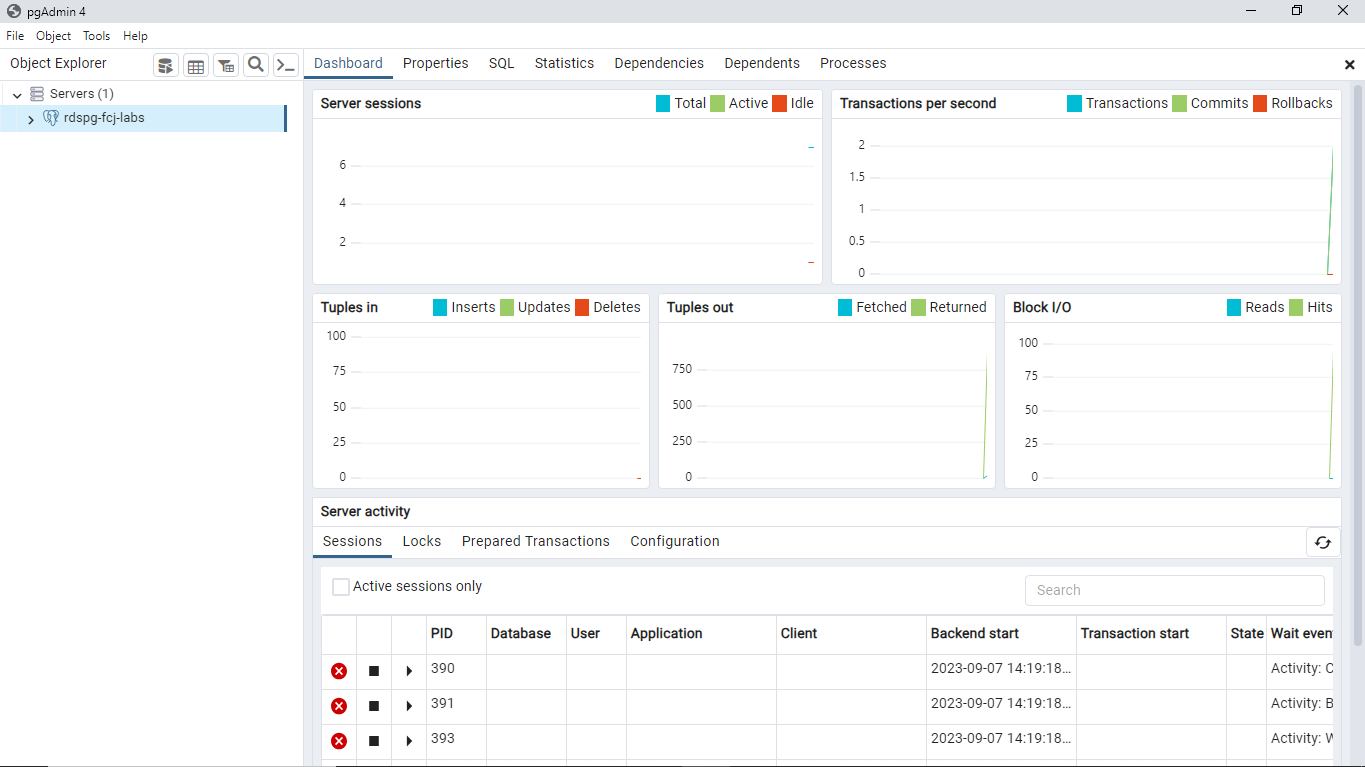 pgAdmin 4
File Object Tools Help
Object Explorer
Dashboard Properties SQL Statistics Dependencies Dependents Processes
Servers (1)
rdspg-fcj-labs
Server sessions Total Active Idle
6
4
2
Transactions per second Transactions Commits Rollbacks
2
1.5
1
0.5
0
Tuples in Inserts Updates Deletes
100
75
50
25
0
Tuples out Fetched Returned
750
500
250
0
Block I/O Reads Hits
100
75
50
25
0
Server activity
Sessions Locks Prepared Transactions Configuration
Active sessions only Search
PID Database User Application Client Backend start Transaction start State Wait even
390 2023-09-07 14:19:18... Activity: C
391 2023-09-07 14:19:18... Activity: B
393 2023-09-07 14:19:18... Activity: W